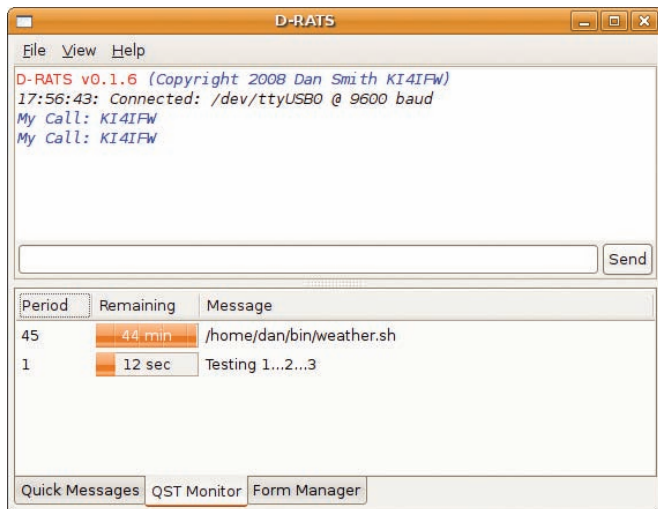 D-RATS
File View Help
D-RATS v0.1.6 (Copyright 2008 Dan Smith KI4IFW)
17:56:43: Connected: /dev/ttyUSB0 @ 9600 baud
My Call: KI4IFW
My Call: KI4IFW
Send
Period Remaining Message
45 44 min /home/dan/bin/weather.sh
1 12 sec Testing 1...2...3
Quick Messages QST Monitor Form Manager